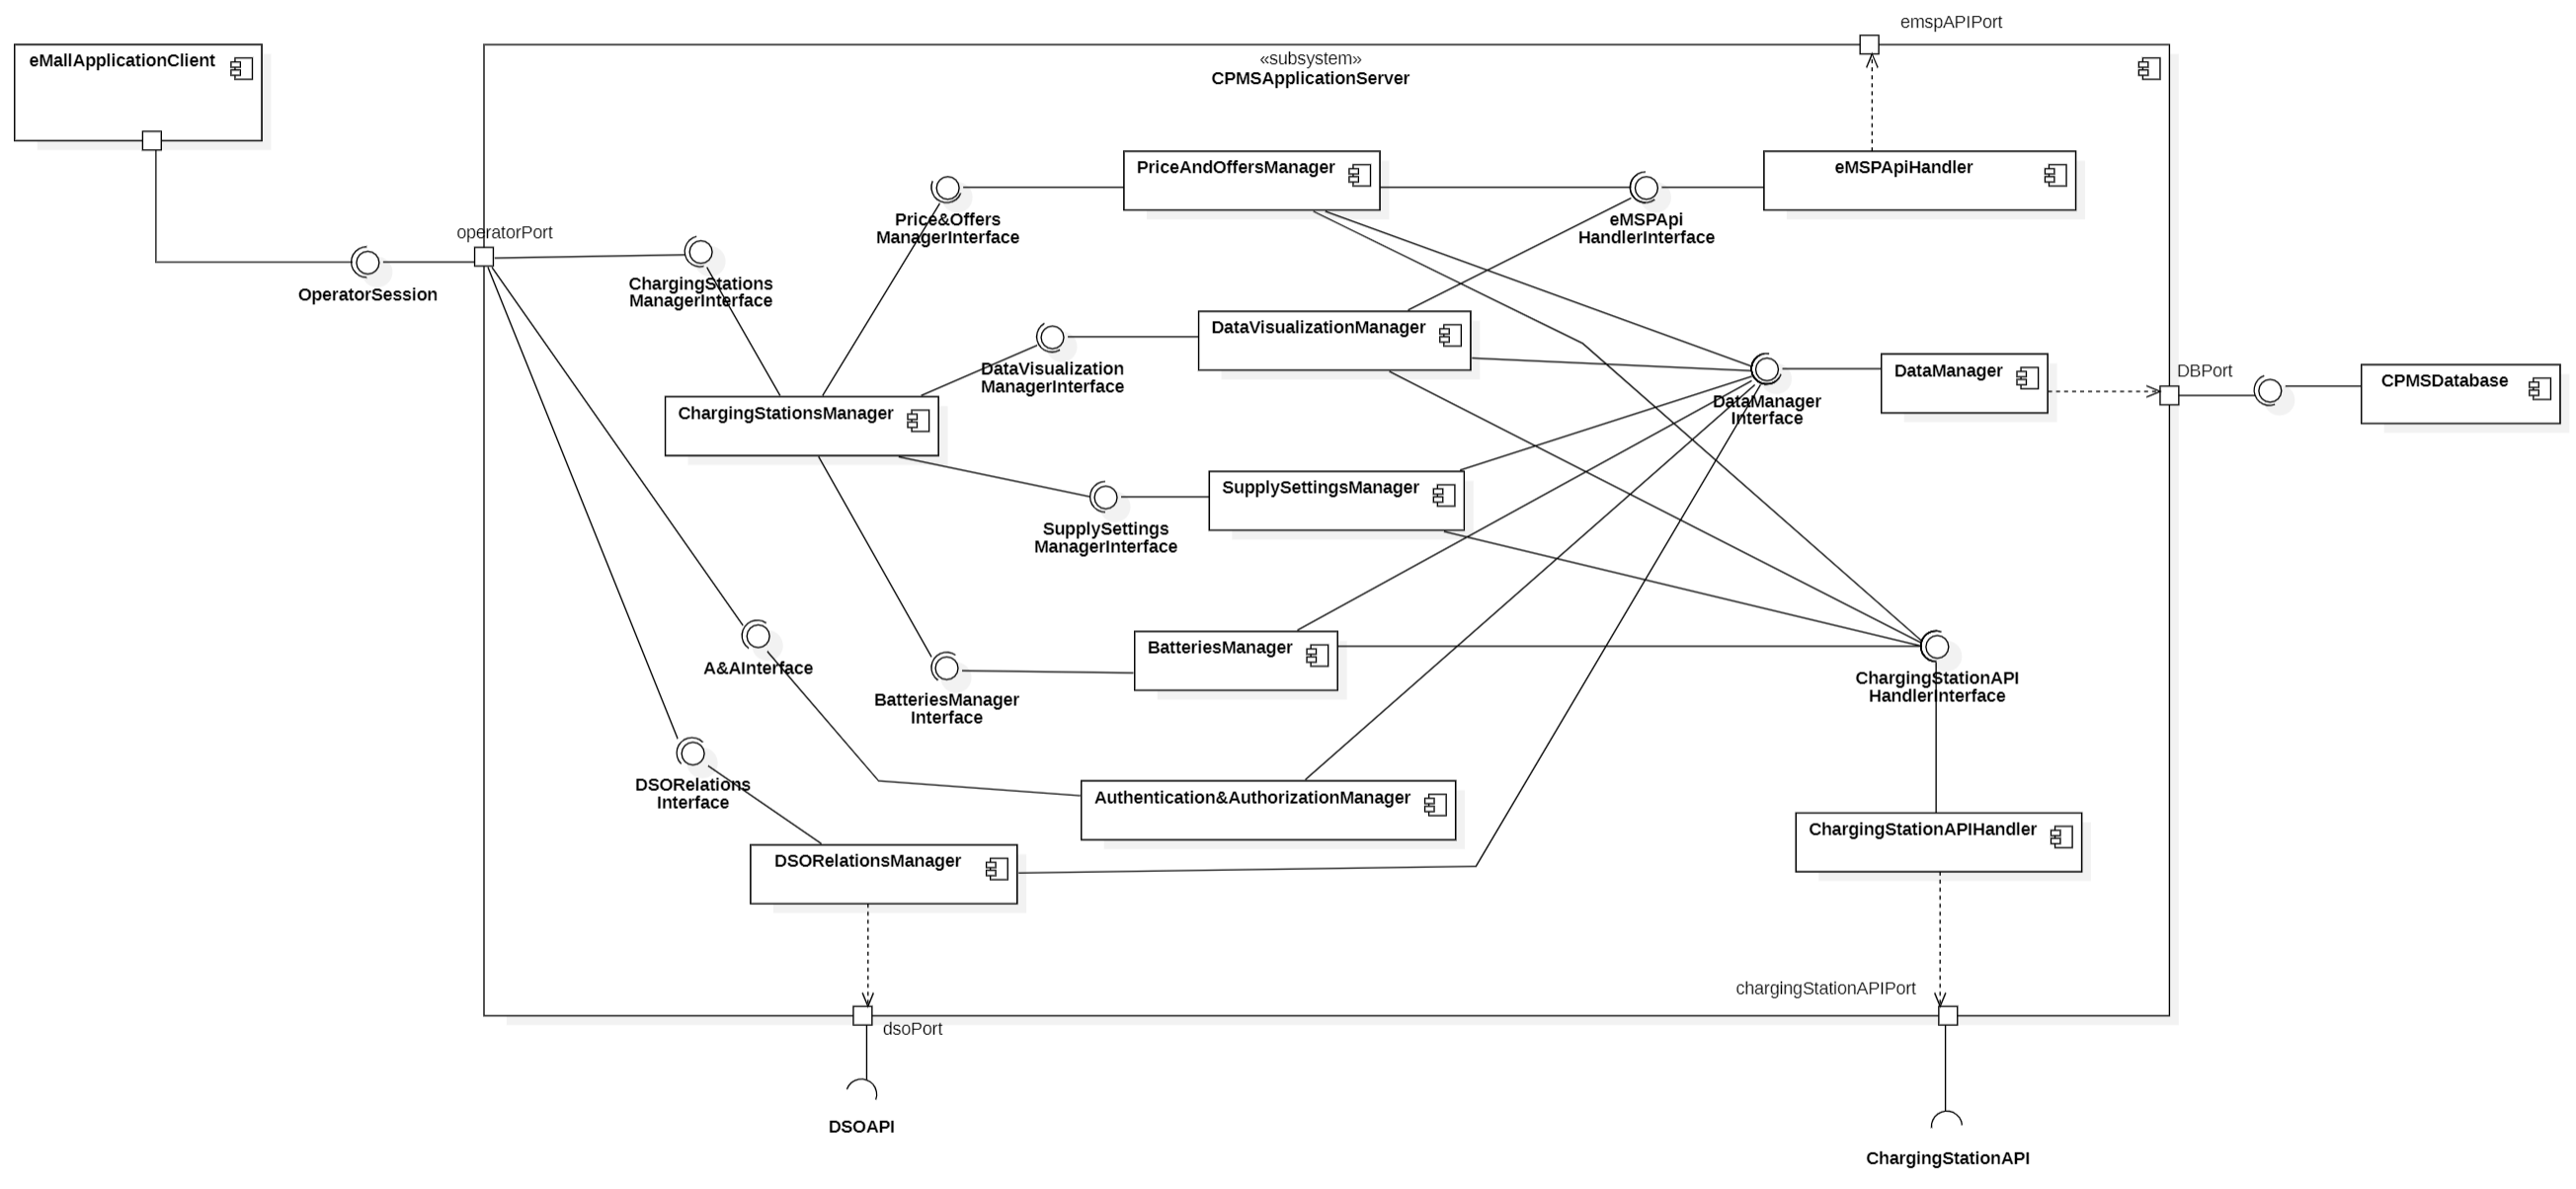 emspAPIPort
eMallApplicationClient
«subsystem»
CPMSApplicationServer
PriceAndOffersManager
eMSPApiHandler
Price&Offers
ManagerInterface
eMSPApi
HandlerInterface
operatorPort
ChargingStations
ManagerInterface
OperatorSession
DataVisualizationManager
DataVisualization
ManagerInterface
DataManager
DBPort
CPMSDatabase
DataManager
Interface
ChargingStationsManager
SupplySettingsManager
SupplySettings
ManagerInterface
BatteriesManager
A&AInterface
BatteriesManager
Interface
ChargingStationAPI
HandlerInterface
DSORelations
Interface
Authentication&AuthorizationManager
ChargingStationAPIHandler
DSORelationsManager
chargingStationAPIPort
dsoPort
DSOAPI
ChargingStationAPI